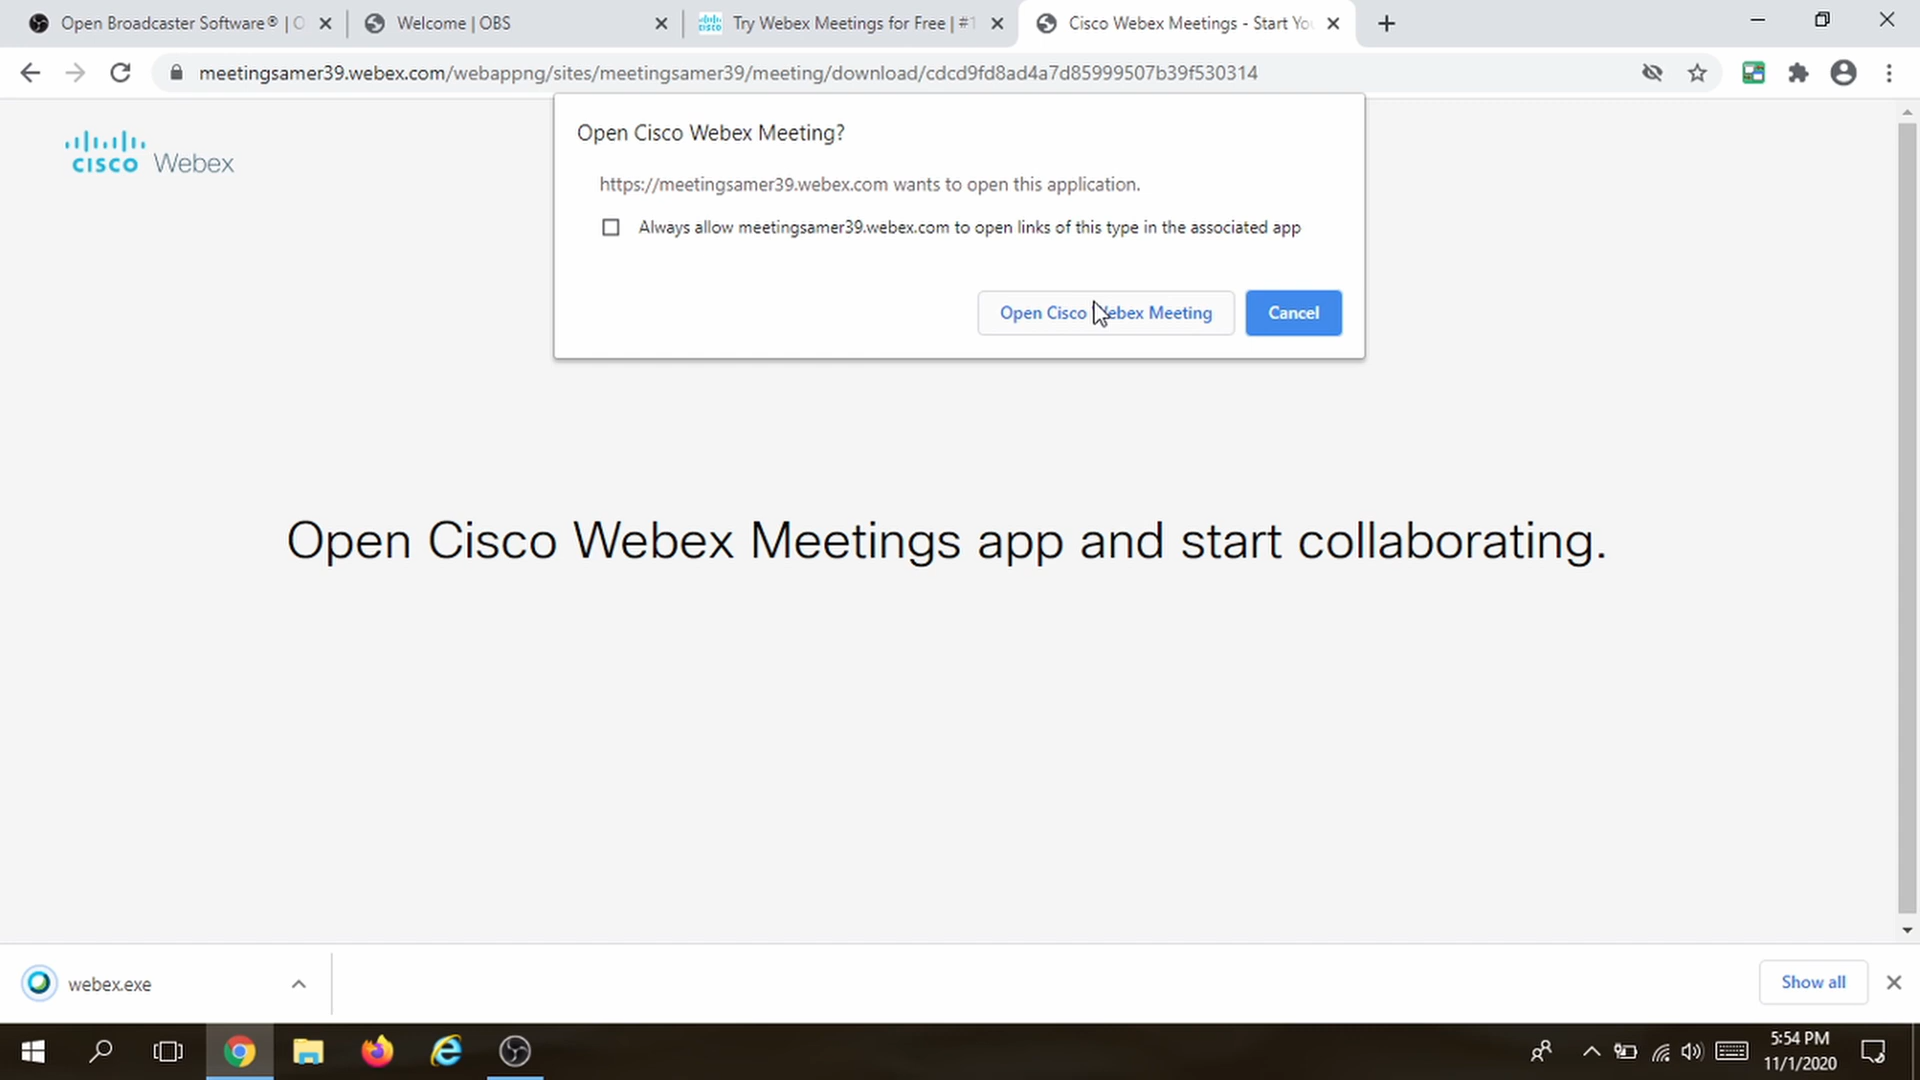 Open Broadcaster Software® | O
Welcome | OBS
Try Webex Meetings for Free | #1
Cisco Webex Meetings - Start You
meetingsamer39.webex.com/webappng/sites/meetingsamer39/meeting/download/cdcd9fd8ad4a7d85999507b39f530314
Open Cisco Webex Meeting?
https://meetingsamer39.webex.com wants to open this application.
Always allow meetingsamer39.webex.com to open links of this type in the associated app
Open Cisco Webex Meeting
Cancel
CISCO Webex
Open Cisco Webex Meetings app and start collaborating.
webex.exe
Show all
5:54 PM
11/1/2020